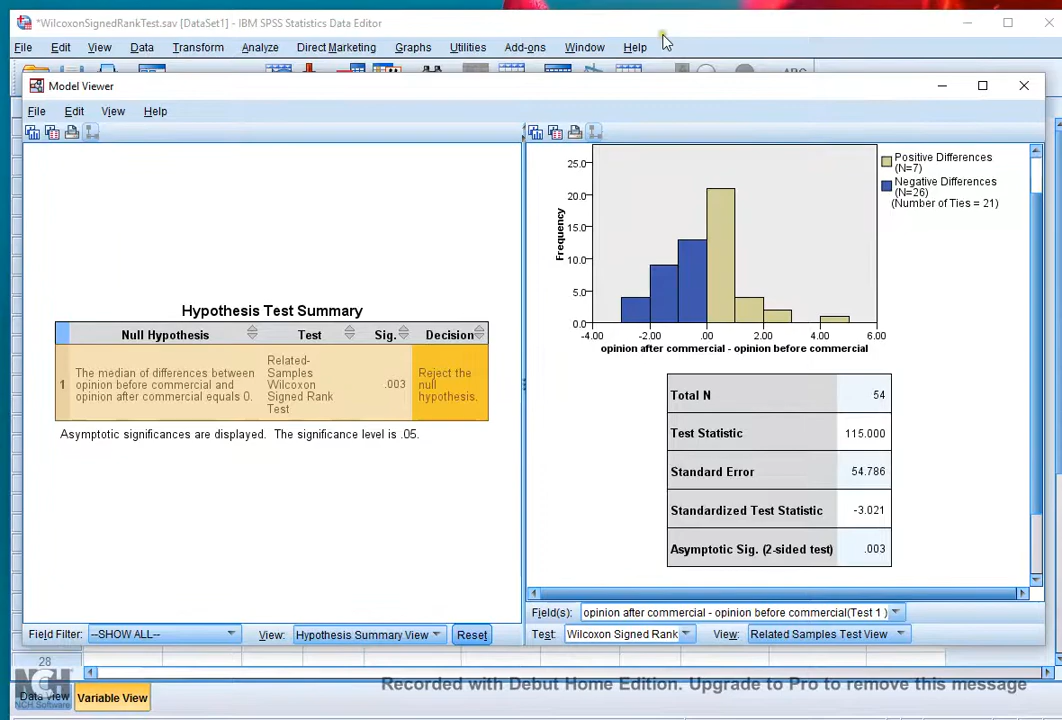 *WilcoxonSignedRankTest.sav [DataSet1] - IBM SPSS Statistics Data Editor
File Edit View Data Transform Analyze Direct Marketing Graphs Utilities Add-ons Window Help
Model Viewer
File Edit View Help
Hypothesis Test Summary
Null Hypothesis Test Sig. Decision
1 The median of differences between opinion before commercial and opinion after commercial equals 0. Related-Samples Wilcoxon Signed Rank Test .003 Reject the null hypothesis.
Asymptotic significances are displayed. The significance level is .05.
Field Filter: --SHOW ALL-- View: Hypothesis Summary View Reset
25.0
20.0
15.0
10.0
5.0
0.0
Frequency
-4.00 -2.00 .00 2.00 4.00 6.00
opinion after commercial - opinion before commercial
Positive Differences
(N=7)
Negative Differences
(N=26)
(Number of Ties = 21)
Total N 54
Test Statistic 115.000
Standard Error 54.786
Standardized Test Statistic -3.021
Asymptotic Sig. (2-sided test) .003
Field(s): opinion after commercial - opinion before commercial(Test 1 )
Test: Wilcoxon Signed Rank View: Related Samples Test View
28
Data View Variable View
NCH Software
Recorded with Debut Home Edition. Upgrade to Pro to remove this message